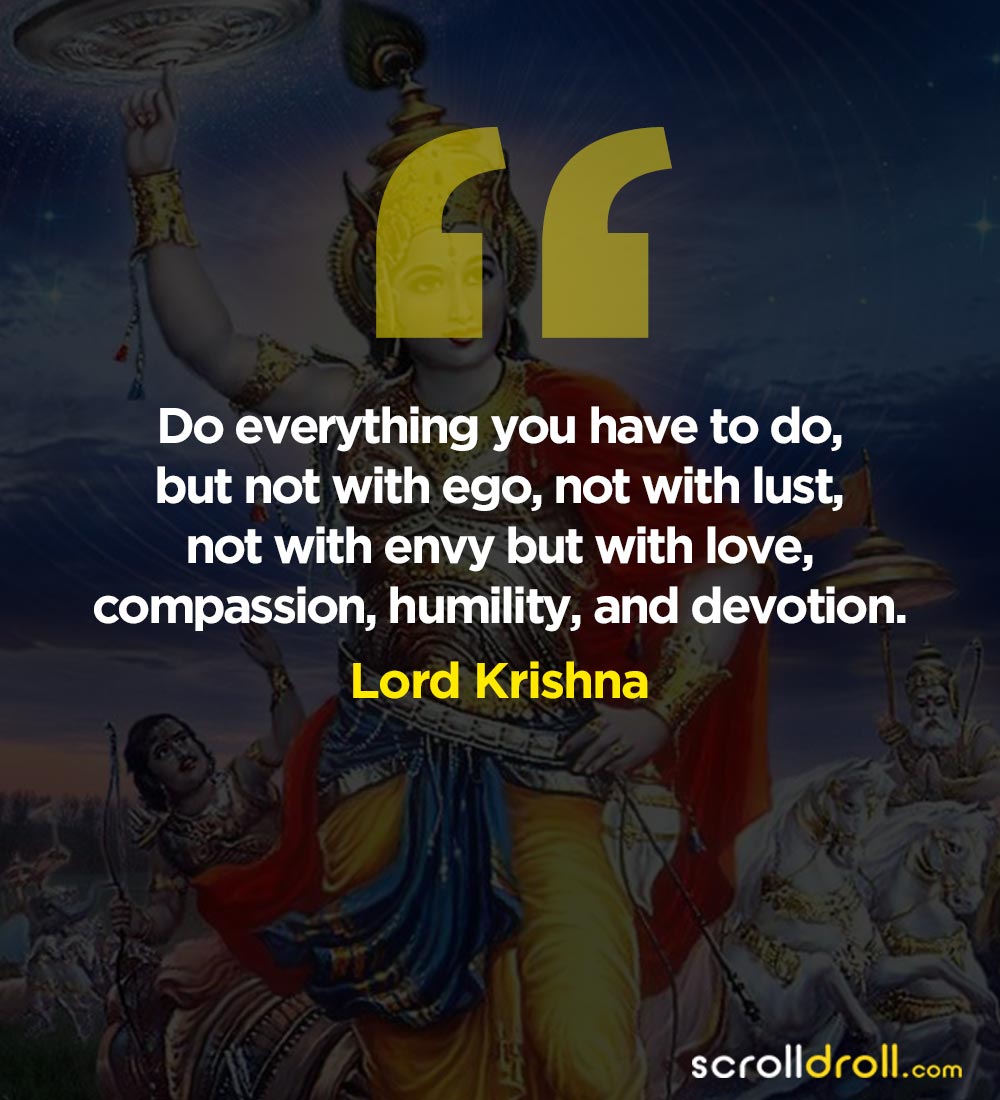 “
Do everything you have to do,
but not with ego, not with lust,
not with envy but with love,
compassion, humility, and devotion.
Lord Krishna
scrolldroll.com